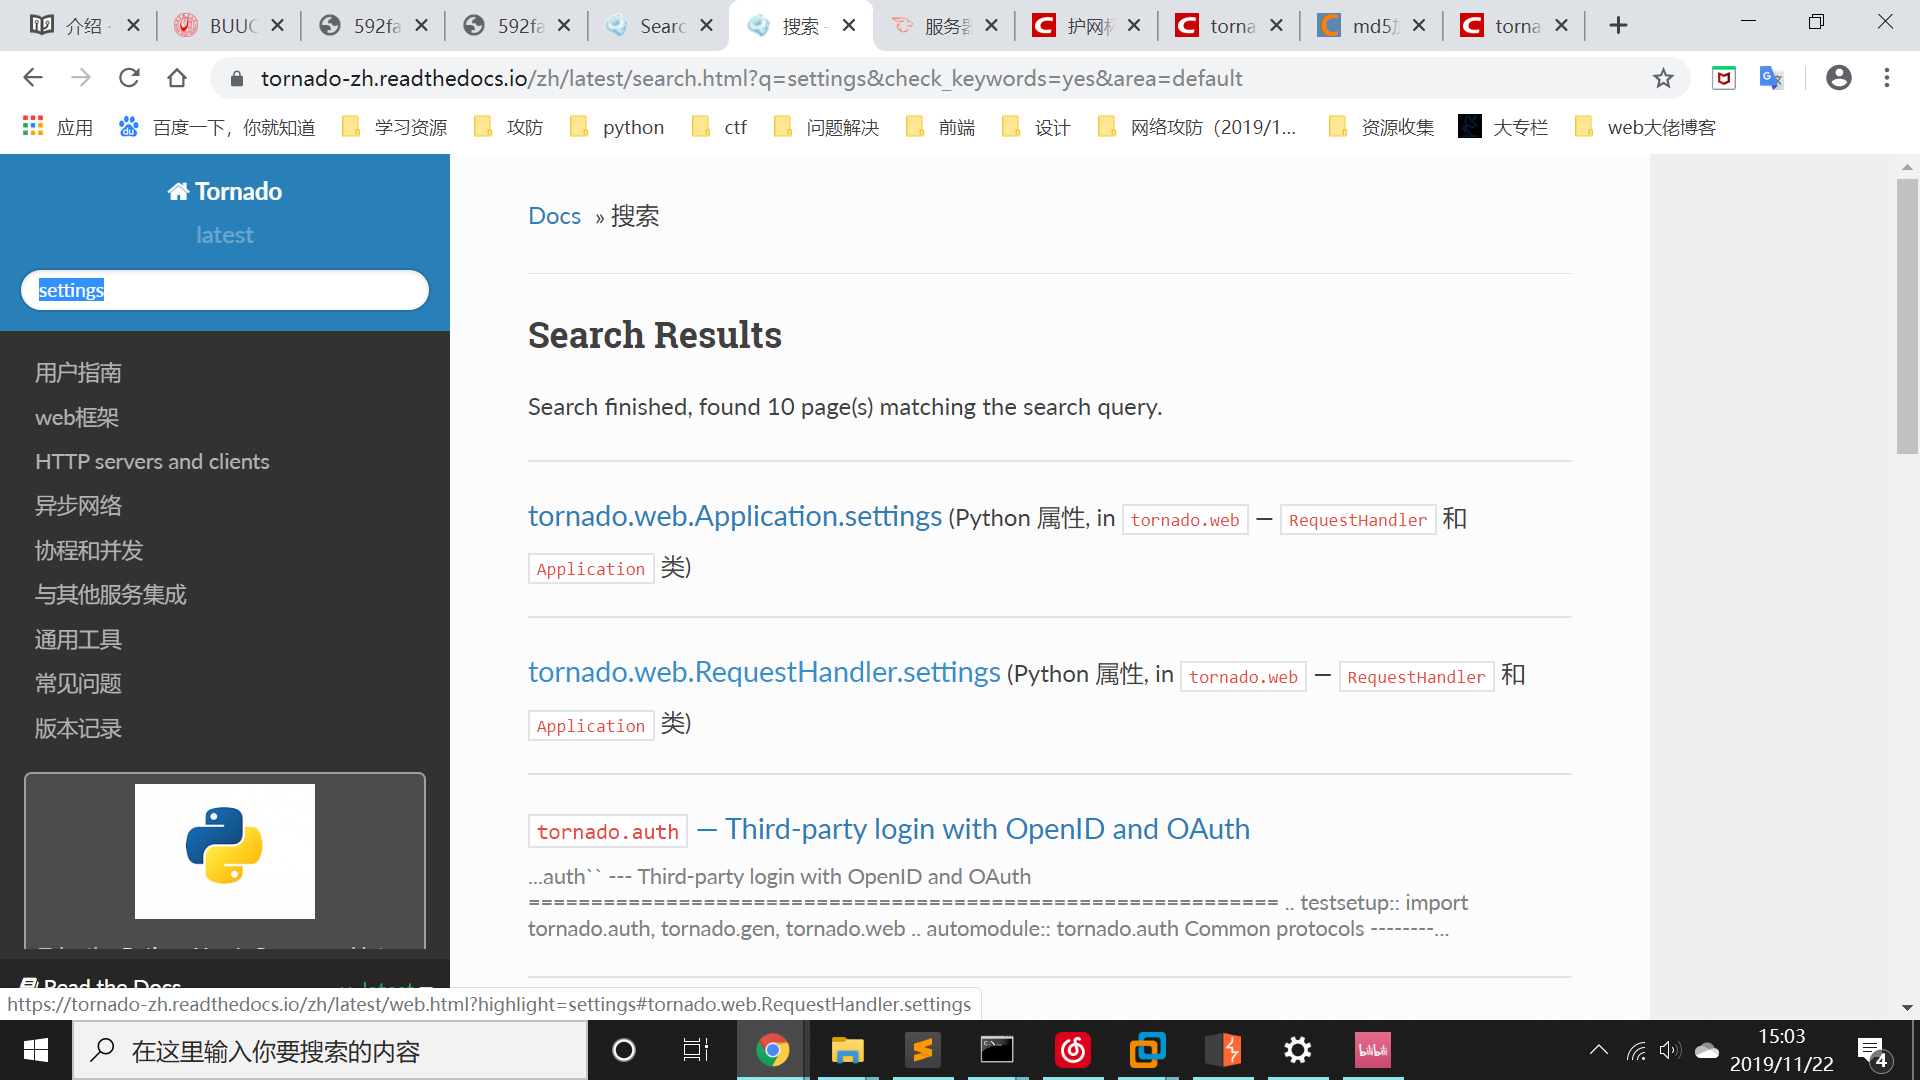 介绍
BUUC
592fa
592fa
Searc
搜索 -
服务器
护网杯
torna
md5加
torna
tornado-zh.readthedocs.io/zh/latest/search.html?q=settings&check_keywords=yes&area=default
应用
百度一下，你就知道
学习资源
攻防
python
ctf
问题解决
前端
设计
网络攻防（2019/1...
资源收集
大专栏
web大佬博客
Tornado
latest
settings
用户指南
web框架
HTTP servers and clients
异步网络
协程和并发
与其他服务集成
通用工具
常见问题
版本记录
Read the Docs
v: latest
Docs » 搜索
Search Results
Search finished, found 10 page(s) matching the search query.
tornado.web.Application.settings (Python 属性, in tornado.web — RequestHandler 和
Application 类)
tornado.web.RequestHandler.settings (Python 属性, in tornado.web — RequestHandler 和
Application 类)
tornado.auth — Third-party login with OpenID and OAuth
...auth`` --- Third-party login with OpenID and OAuth
============================================================ .. testsetup:: import
tornado.auth, tornado.gen, tornado.web .. automodule:: tornado.auth Common protocols --------...
https://tornado-zh.readthedocs.io/zh/latest/web.html?highlight=settings#tornado.web.RequestHandler.settings
在这里输入你要搜索的内容
bilibili
15:03
2019/11/22
4